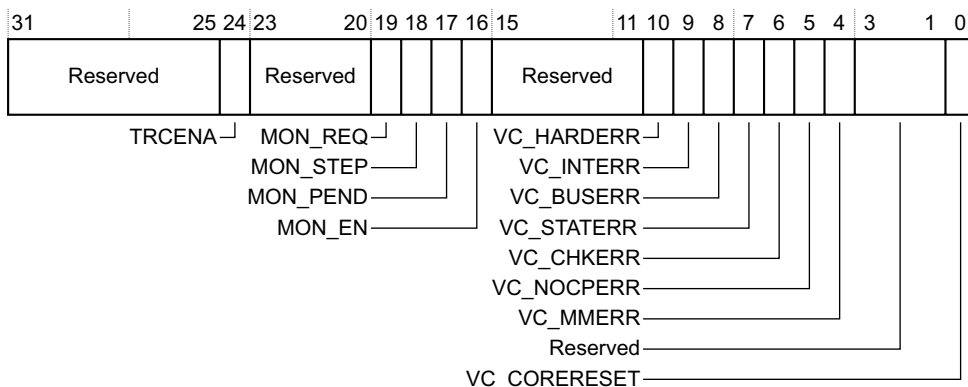 31 25 24 23 20 19 18 17 16 15 11 10 9 8 7 6 5 4 3 1 0
Reserved Reserved Reserved
TRCENA MON_REQ VC_HARDERR
MON_STEP VC_INTERR
MON_PEND VC_BUSERR
MON_EN VC_STATERR
VC_CHKERR
VC_NOCPERR
VC_MMERR
Reserved
VC_CORERESET